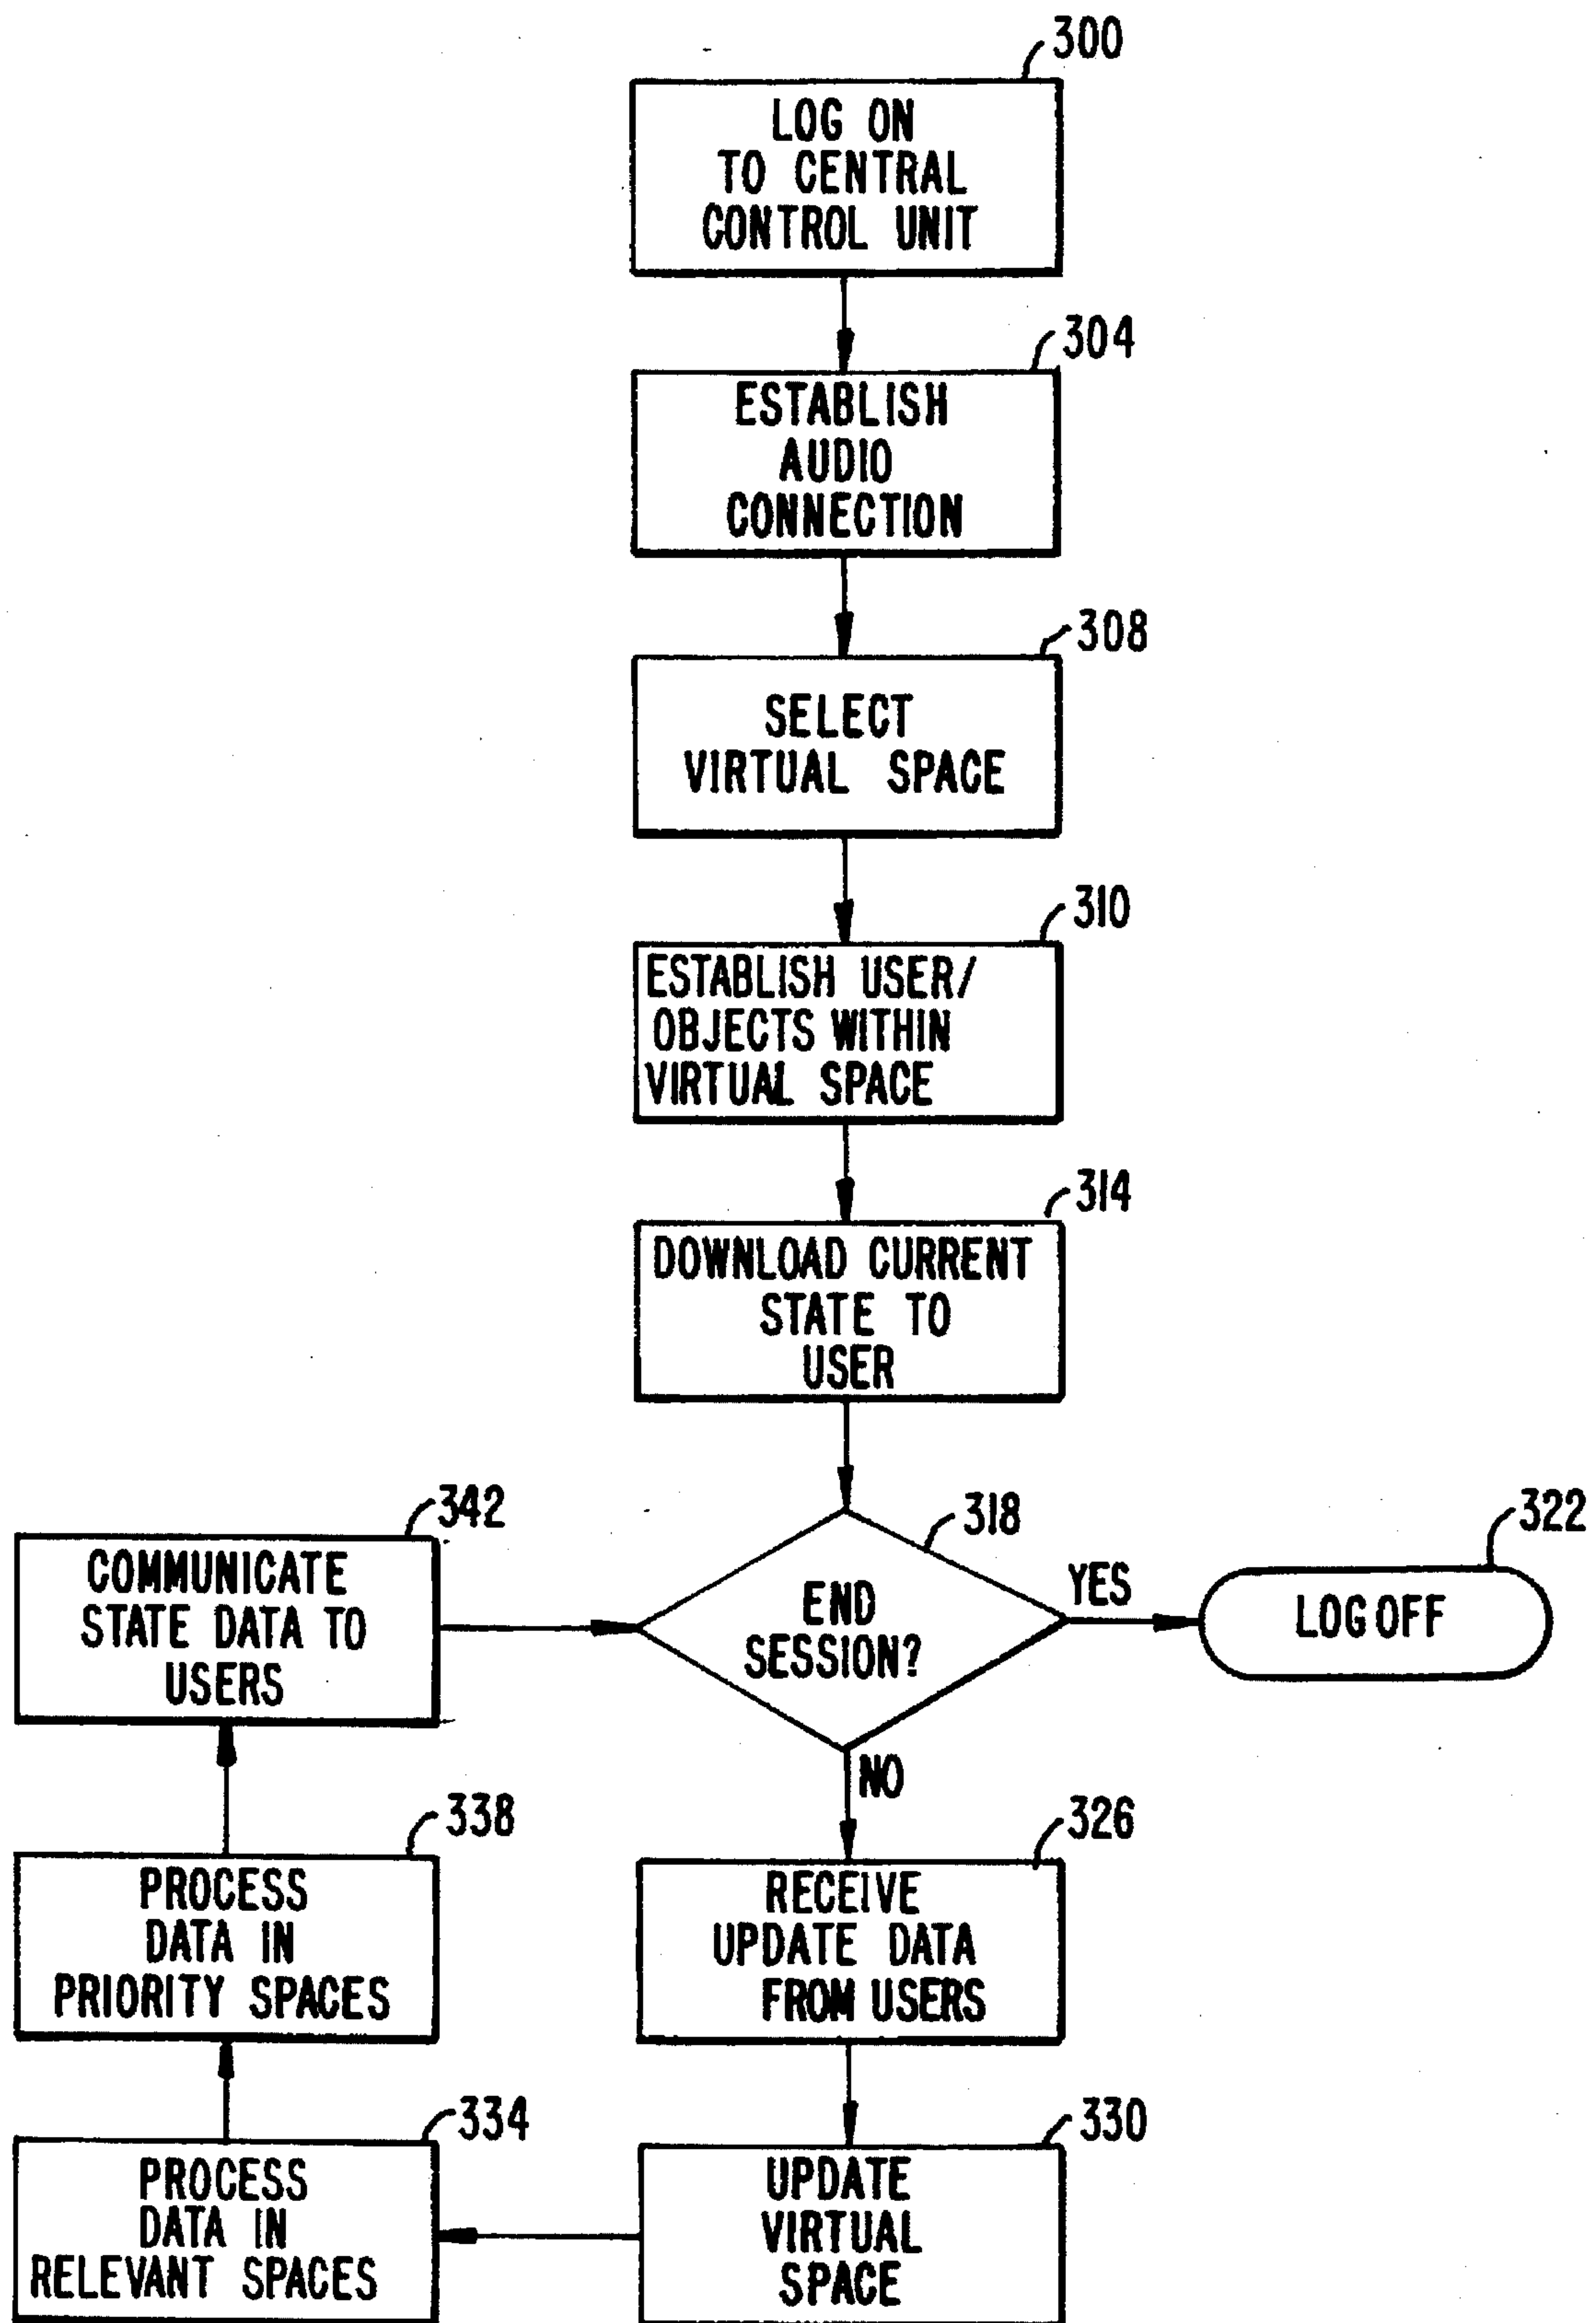 300
LOG ON
TO CENTRAL
CONTROL UNIT
304
ESTABLISH
AUDIO
CONNECTION
308
SELECT
VIRTUAL SPACE
310
ESTABLISH USER/
OBJECTS WITHIN
VIRTUAL SPACE
314
DOWNLOAD CURRENT
STATE TO
USER
318
END
SESSION?
YES
322
LOG OFF
NO
326
RECEIVE
UPDATE DATA
FROM USERS
330
UPDATE
VIRTUAL
SPACE
334
PROCESS
DATA IN
RELEVANT SPACES
338
PROCESS
DATA IN
PRIORITY SPACES
342
COMMUNICATE
STATE DATA TO
USERS